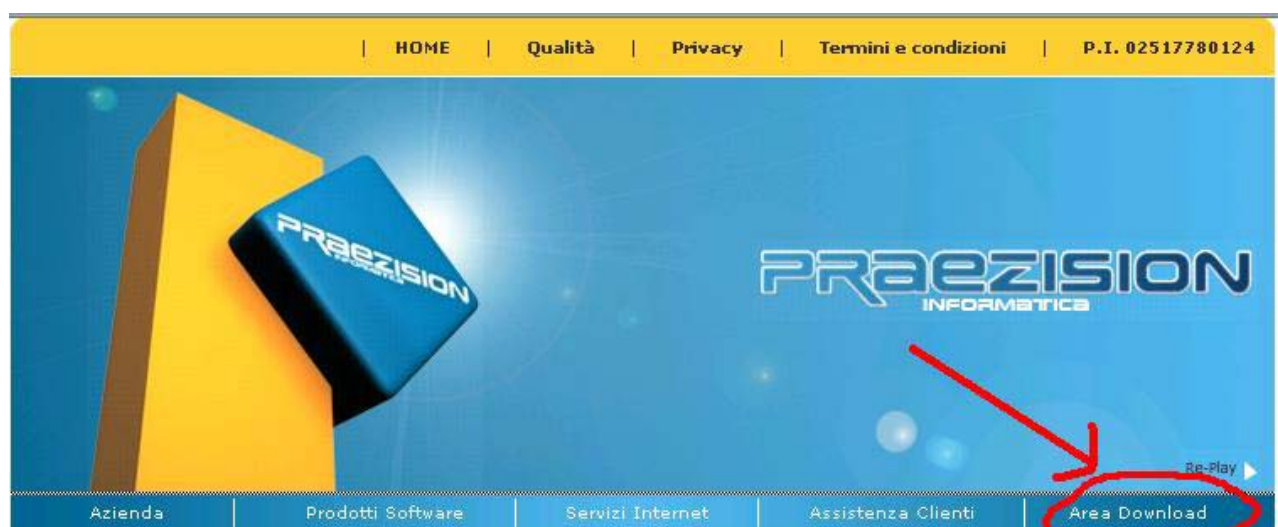 | HOME | Qualità | Privacy | Termini e condizioni | P.I. 02517780124
PRAEZISION
INFORMATICA
PRAEZISION
INFORMATICA
Re-Play
Azienda | Prodotti Software | Servizi Internet | Assistenza Clienti | Area Download